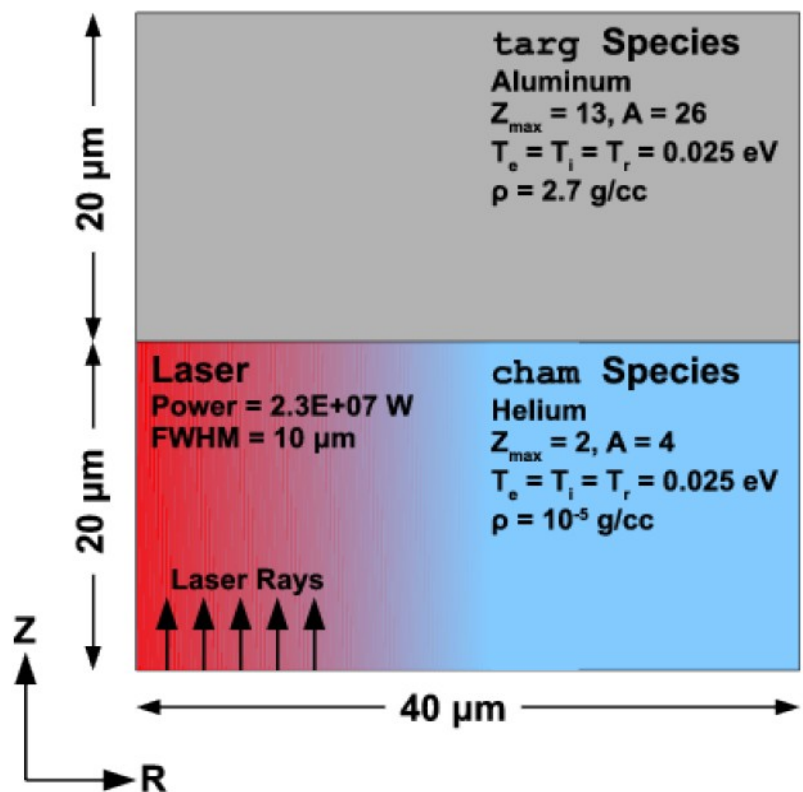 targ Species
Aluminum
Zmax = 13, A = 26
Te = Ti = Tr = 0.025 eV
ρ = 2.7 g/cc
20 μm
Laser
Power = 2.3E+07 W
FWHM = 10 μm
cham Species
Helium
Zmax = 2, A = 4
Te = Ti = Tr = 0.025 eV
ρ = 10⁻⁵ g/cc
20 μm
Laser Rays
Z
40 μm
R